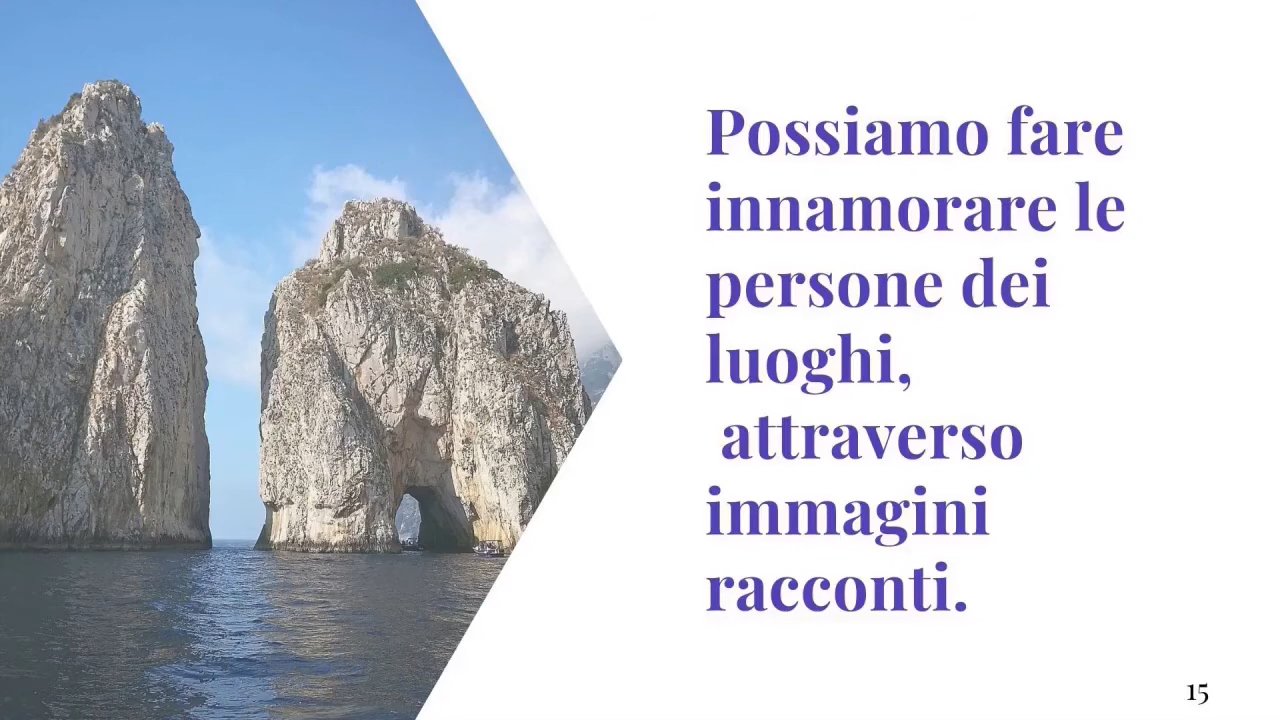 Possiamo fare
innamorare le
persone dei
luoghi,
attraverso
immagini
racconti.
15